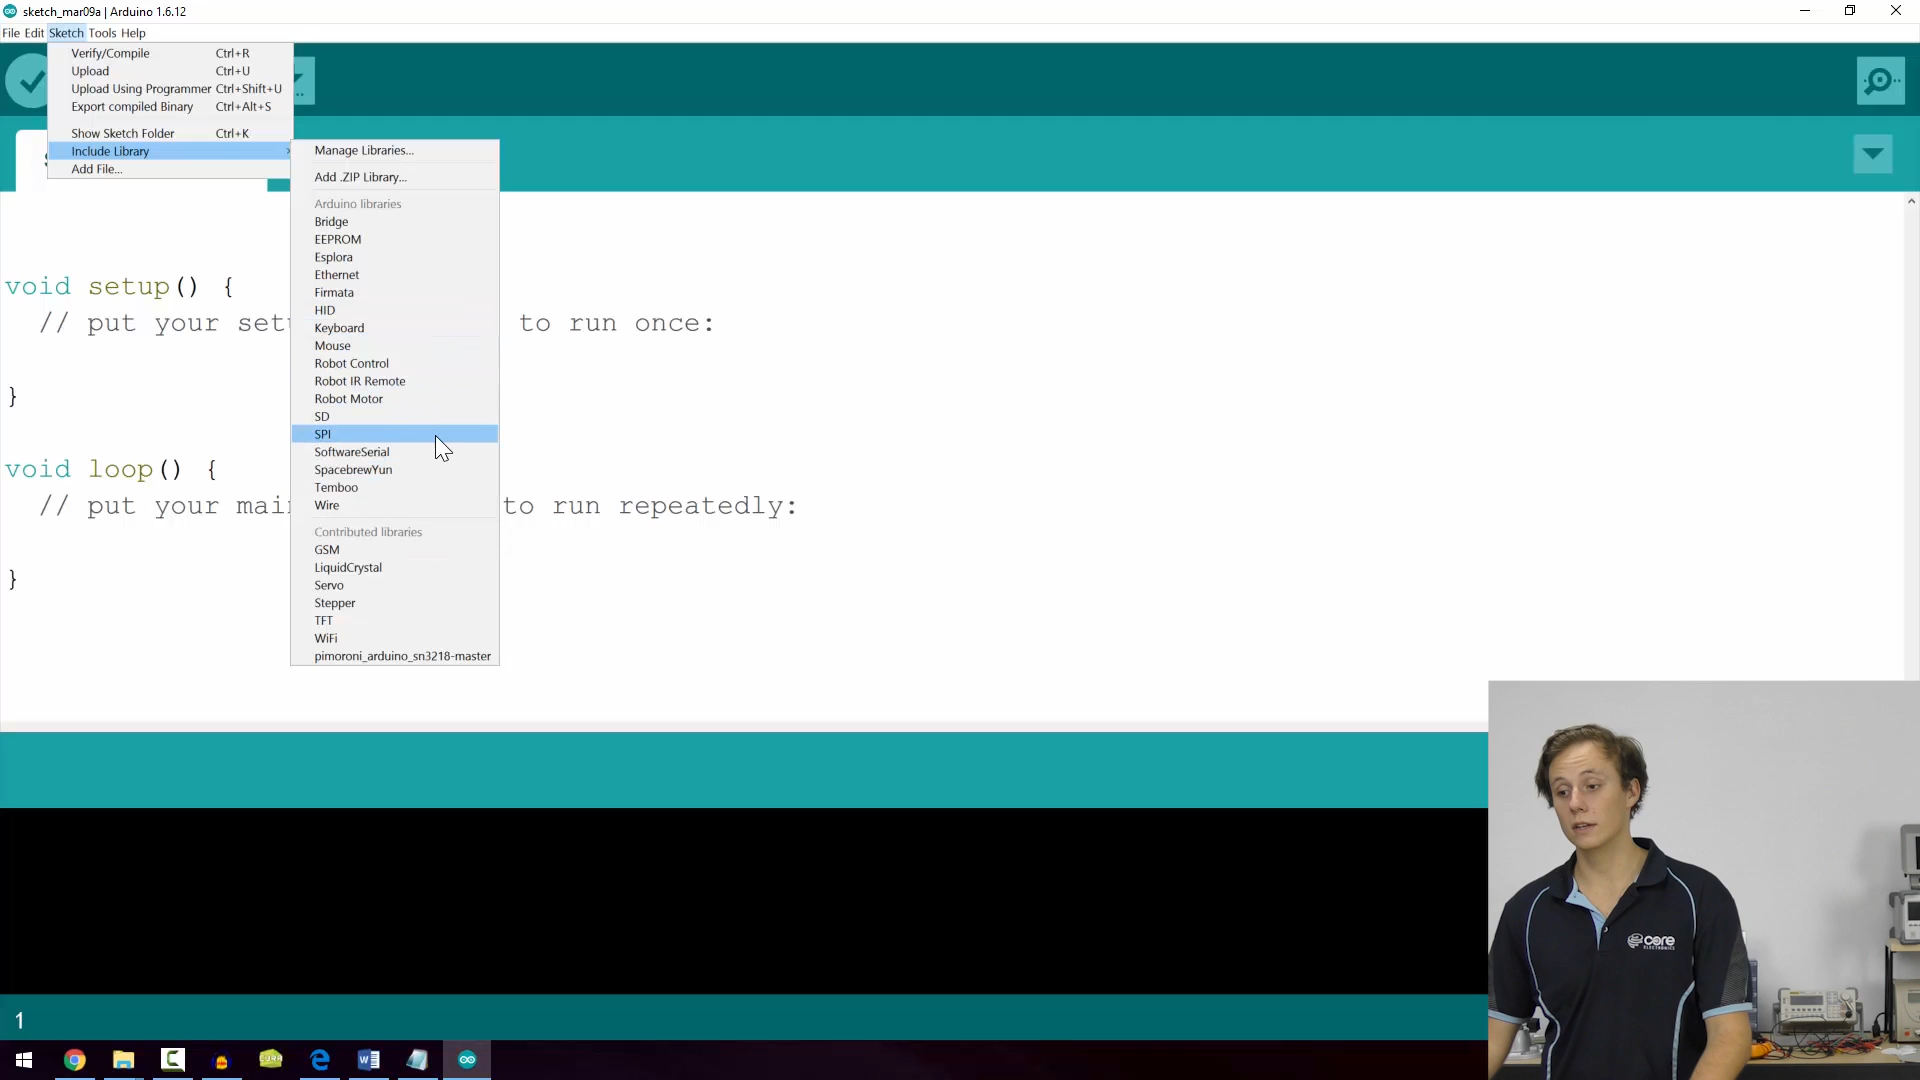 sketch_mar09a | Arduino 1.6.12
File Edit Sketch Tools Help
Verify/Compile Ctrl+R
Upload Ctrl+U
Upload Using Programmer Ctrl+Shift+U
Export compiled Binary Ctrl+Alt+S
Show Sketch Folder Ctrl+K
Include Library
Add File...
Manage Libraries...
Add .ZIP Library...
Arduino libraries
Bridge
EEPROM
Esplora
Ethernet
Firmata
HID
Keyboard
Mouse
Robot Control
Robot IR Remote
Robot Motor
SD
SPI
SoftwareSerial
SpacebrewYun
Temboo
Wire
Contributed libraries
GSM
LiquidCrystal
Servo
Stepper
TFT
WiFi
pimoroni_arduino_sn3218-master
void setup() {
// put your set to run once:
}
void loop() {
// put your mai to run repeatedly:
}
1
core
ELECTRONICS
CURA